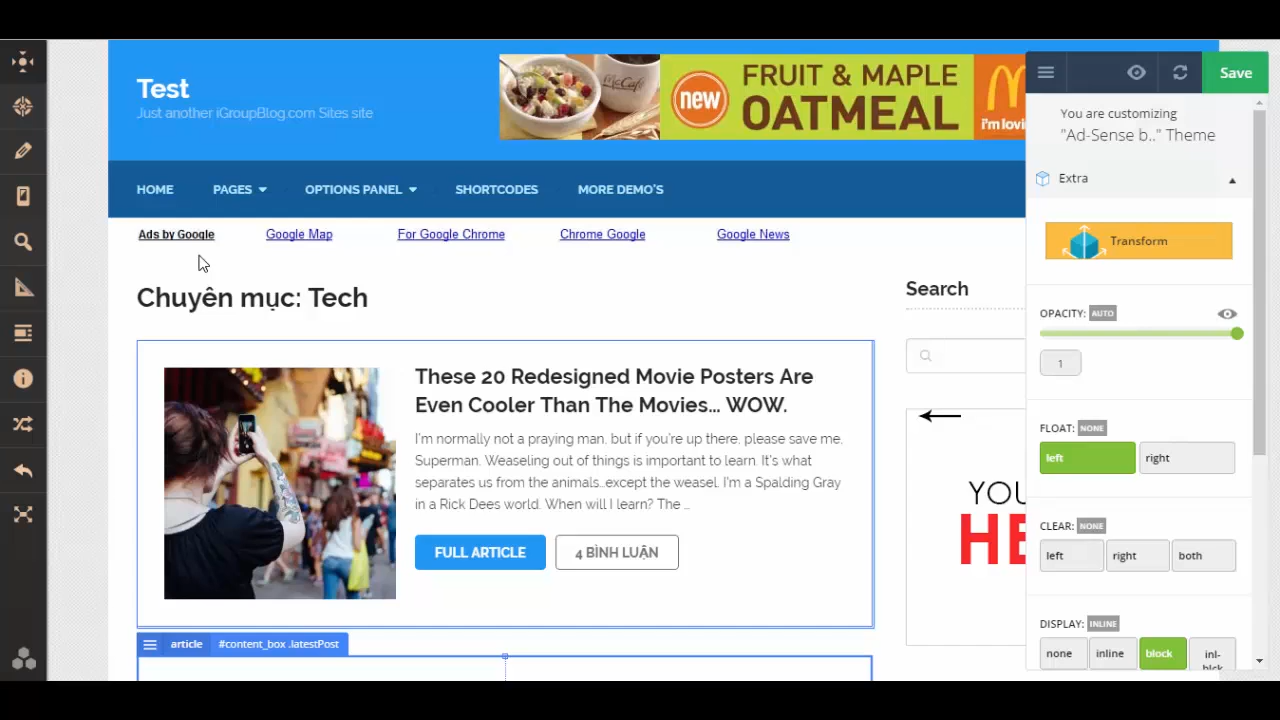 Test
Just another iGroupBlog.com Sites site
new
FRUIT & MAPLE
OATMEAL
McCafé
i'm lovi
HOME
PAGES
OPTIONS PANEL
SHORTCODES
MORE DEMO'S
Ads by Google
Google Map
For Google Chrome
Chrome Google
Google News
Chuyên mục: Tech
These 20 Redesigned Movie Posters Are
Even Cooler Than The Movies... WOW.
I'm normally not a praying man, but if you're up there, please save me,
Superman. Weaseling out of things is important to learn. It's what
separates us from the animals…except the weasel. I'm a Spalding Gray
in a Rick Dees world. When will I learn? The ...
FULL ARTICLE
4 BÌNH LUẬN
article
#content_box .latestPost
Search
YOU
HE
Save
You are customizing
"Ad-Sense b.." Theme
Extra
Transform
OPACITY: AUTO
1
FLOAT: NONE
left
right
CLEAR: NONE
left
right
both
DISPLAY: INLINE
none
inline
block
inl-
blck